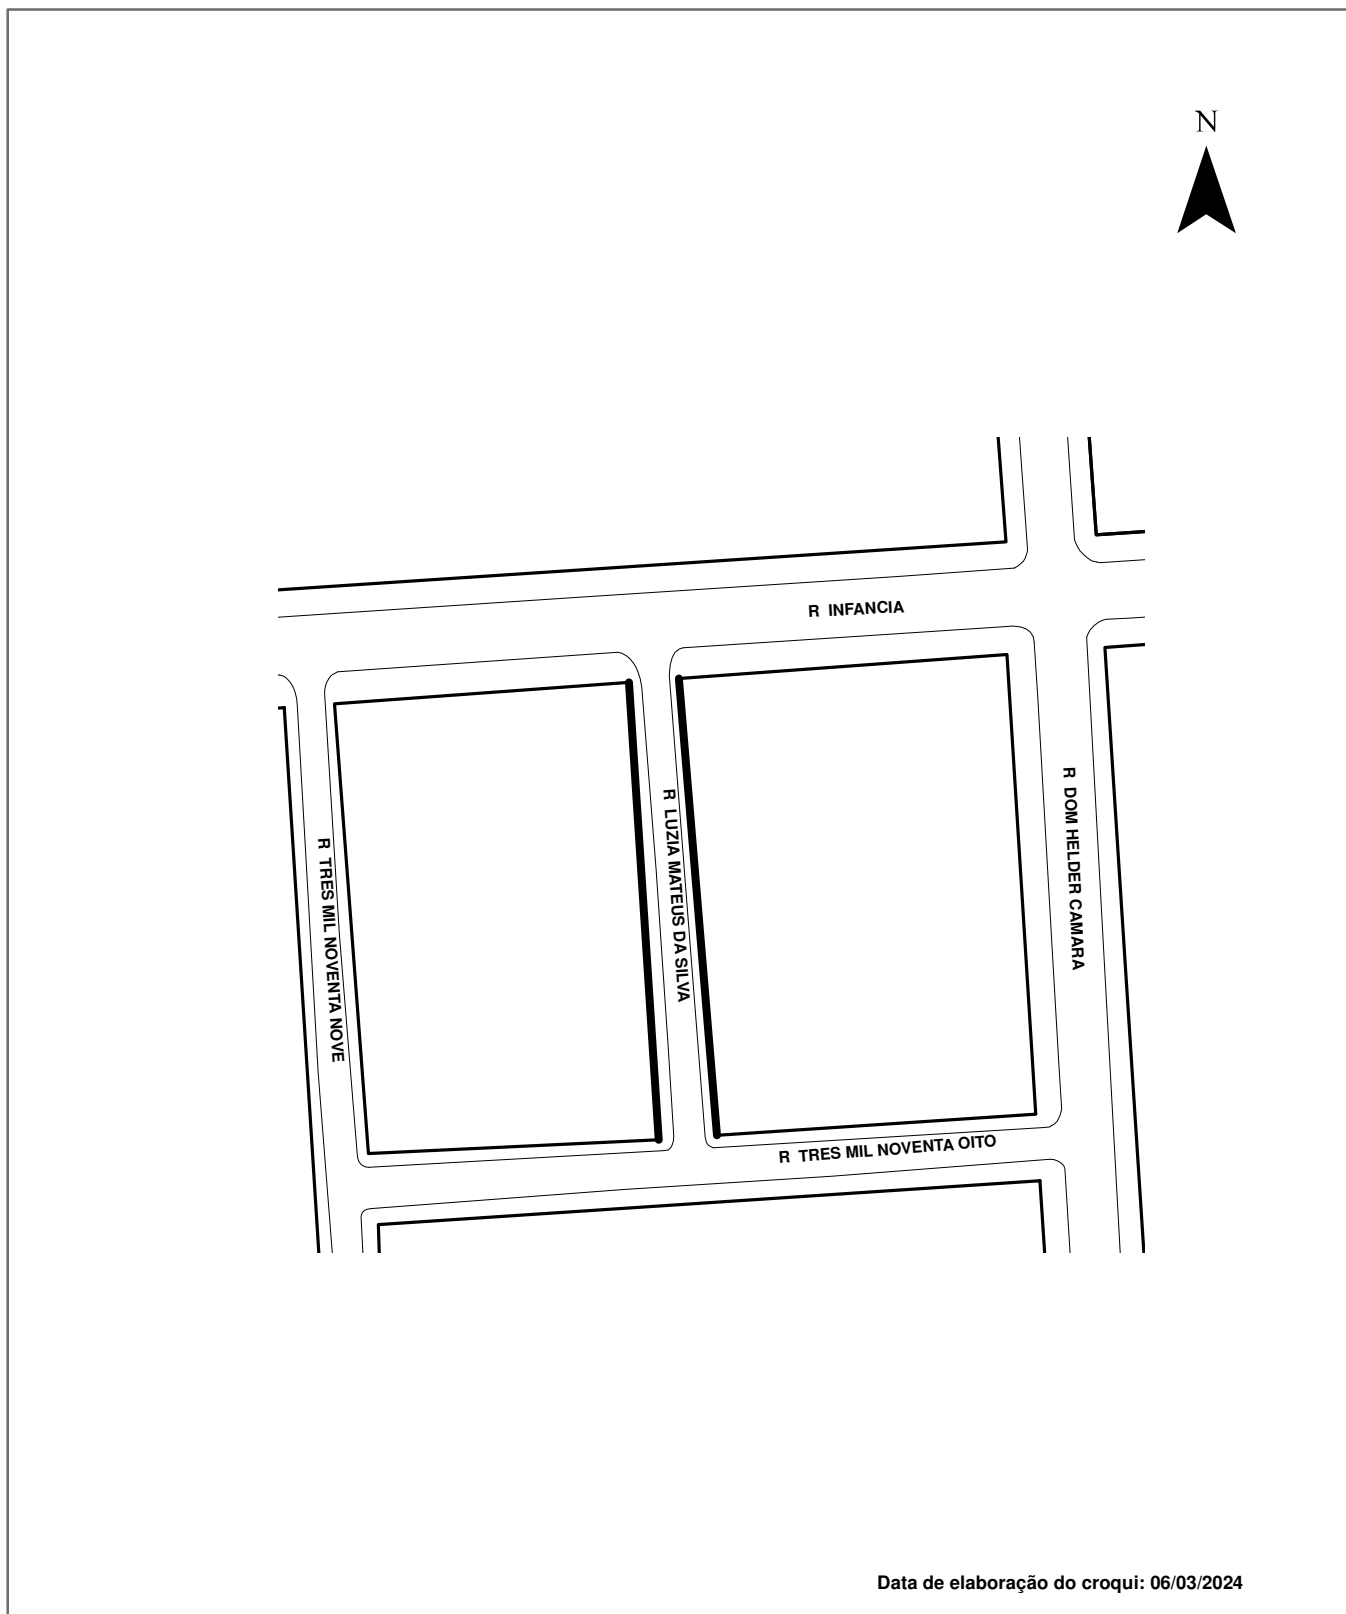 N
R INFANCIA
R LUZIA MATEUS DA SILVA
R DOM HELDER CAMARA
R TRES MIL NOVENTA NOVE
R TRES MIL NOVENTA OITO
Data de elaboração do croqui: 06/03/2024